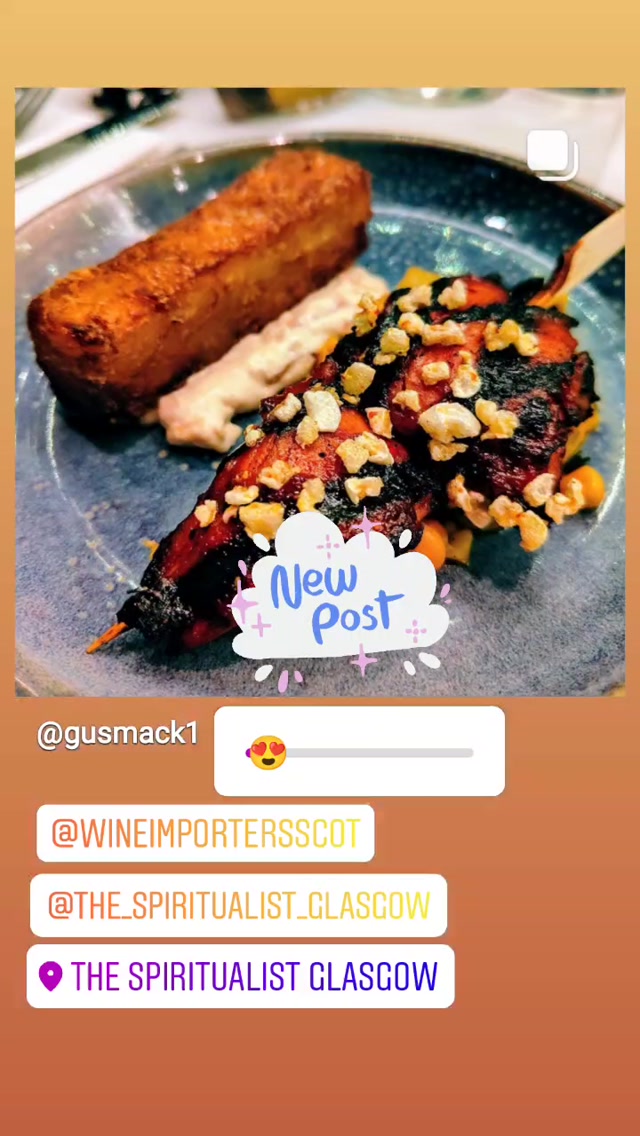 New
post
@gusmack1
@WINEIMPORTERSSCOT
@THE_SPIRITUALIST_GLASGOW
THE SPIRITUALIST GLASGOW